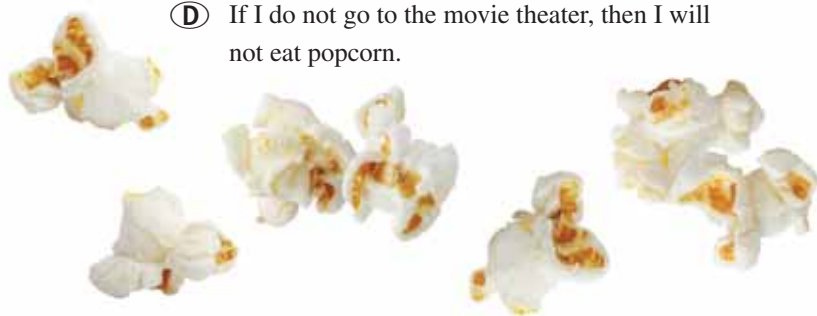 D If I do not go to the movie theater, then I will
not eat popcorn.